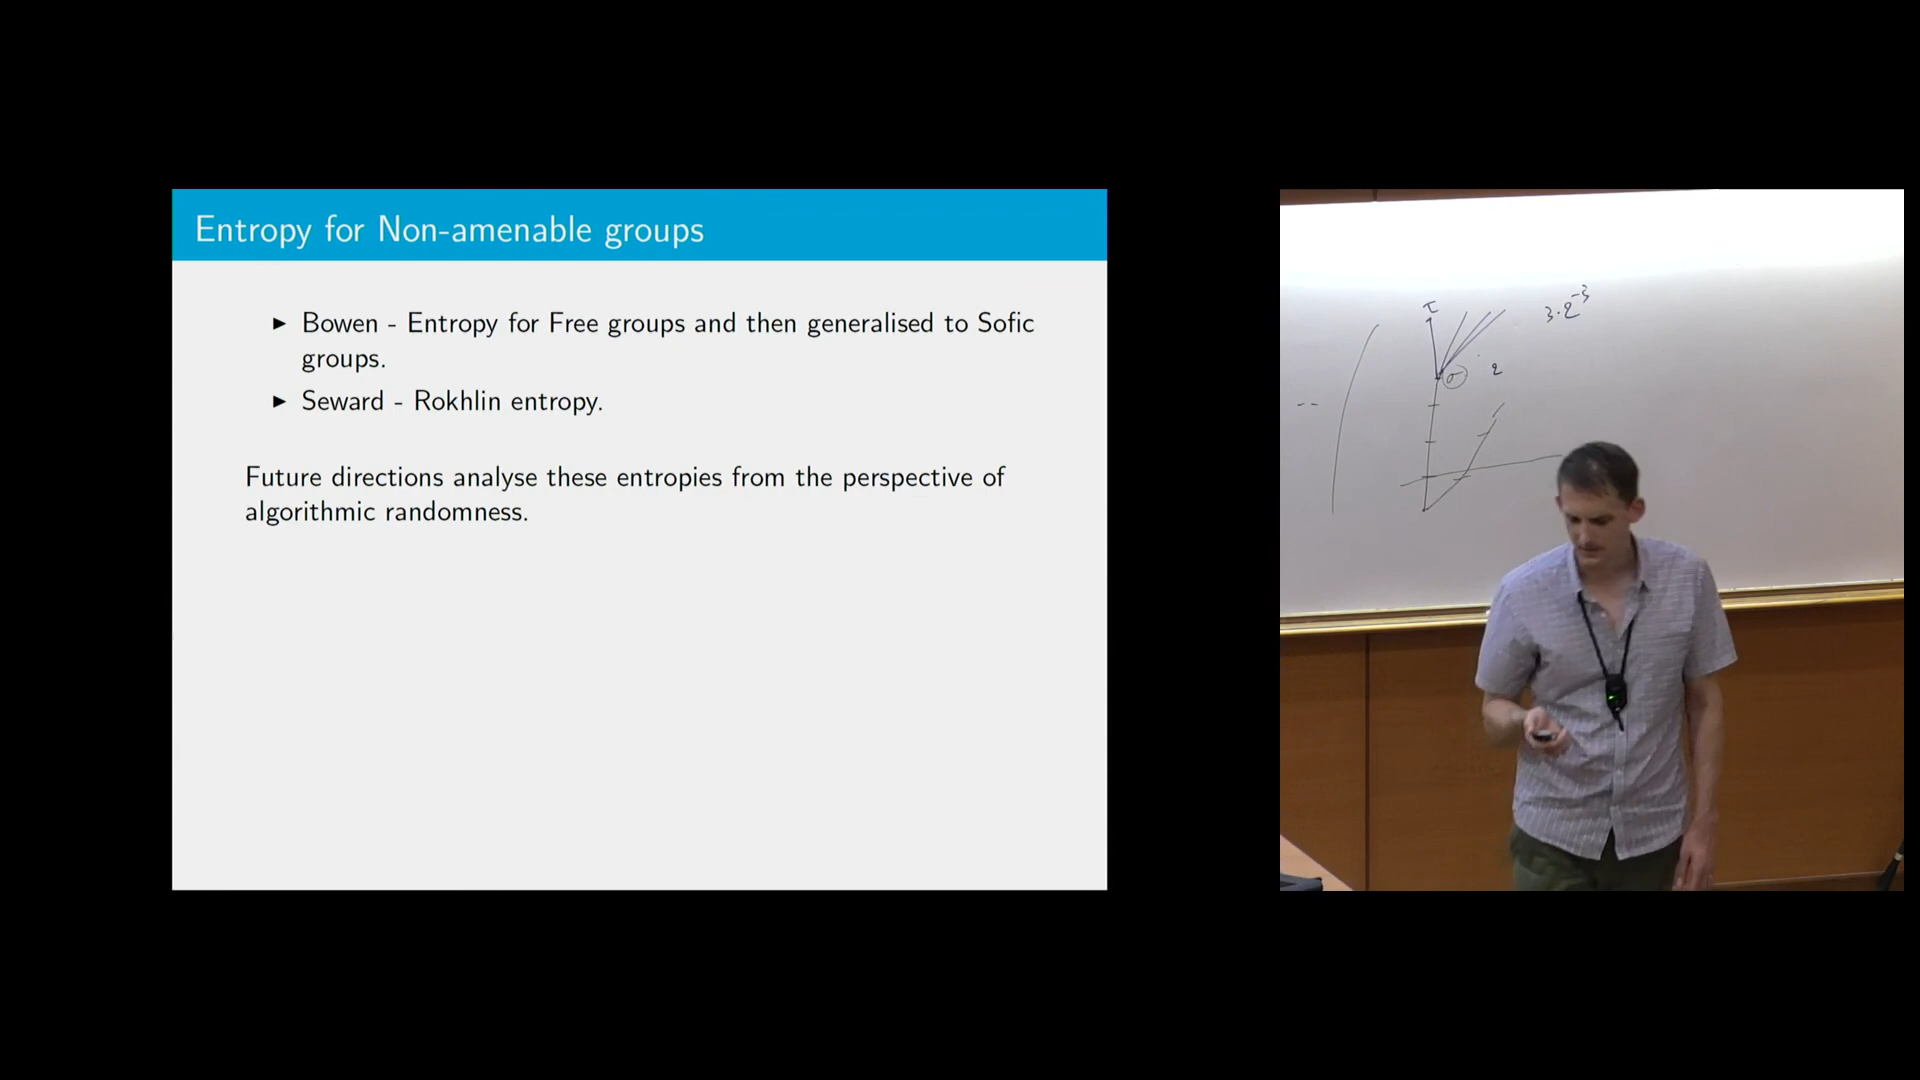 Entropy for Non-amenable groups
▶ Bowen - Entropy for Free groups and then generalised to Sofic
groups.
▶ Seward - Rokhlin entropy.
Future directions analyse these entropies from the perspective of
algorithmic randomness.
τ
3·2⁻³
σ
2